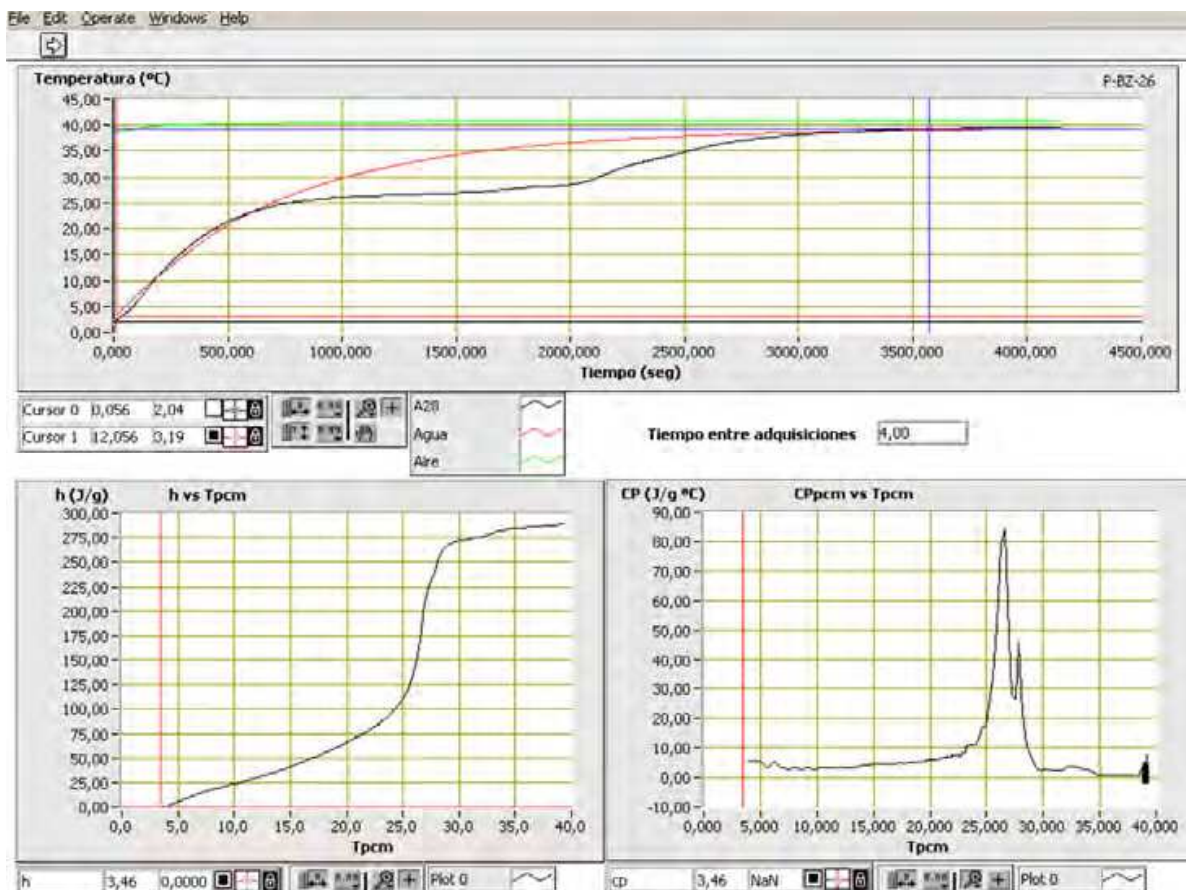 File Edit Operate Windows Help
Temperatura (ºC)
P-BZ-26
45,00
40,00
35,00
30,00
25,00
20,00
15,00
10,00
5,00
0,00
0,000 500,000 1000,000 1500,000 2000,000 2500,000 3000,000 3500,000 4000,000 4500,000
Tiempo (seg)
Cursor 0 0,056 2,04
Cursor 1 12,056 3,19
A28
Agua
Aire
Tiempo entre adquisiciones 4,00
h (J/g) h vs Tpcm
300,00
275,00
250,00
225,00
200,00
175,00
150,00
125,00
100,00
75,00
50,00
25,00
0,00
0,0 5,0 10,0 15,0 20,0 25,0 30,0 35,0 40,0
Tpcm
h 3,46 0,0000 Plot 0
CP (J/g ºC) CPpcm vs Tpcm
90,00
80,00
70,00
60,00
50,00
40,00
30,00
20,00
10,00
0,00
-10,00
0,000 5,000 10,000 15,000 20,000 25,000 30,000 35,000 40,000
Tpcm
cp 3,46 NaN Plot 0